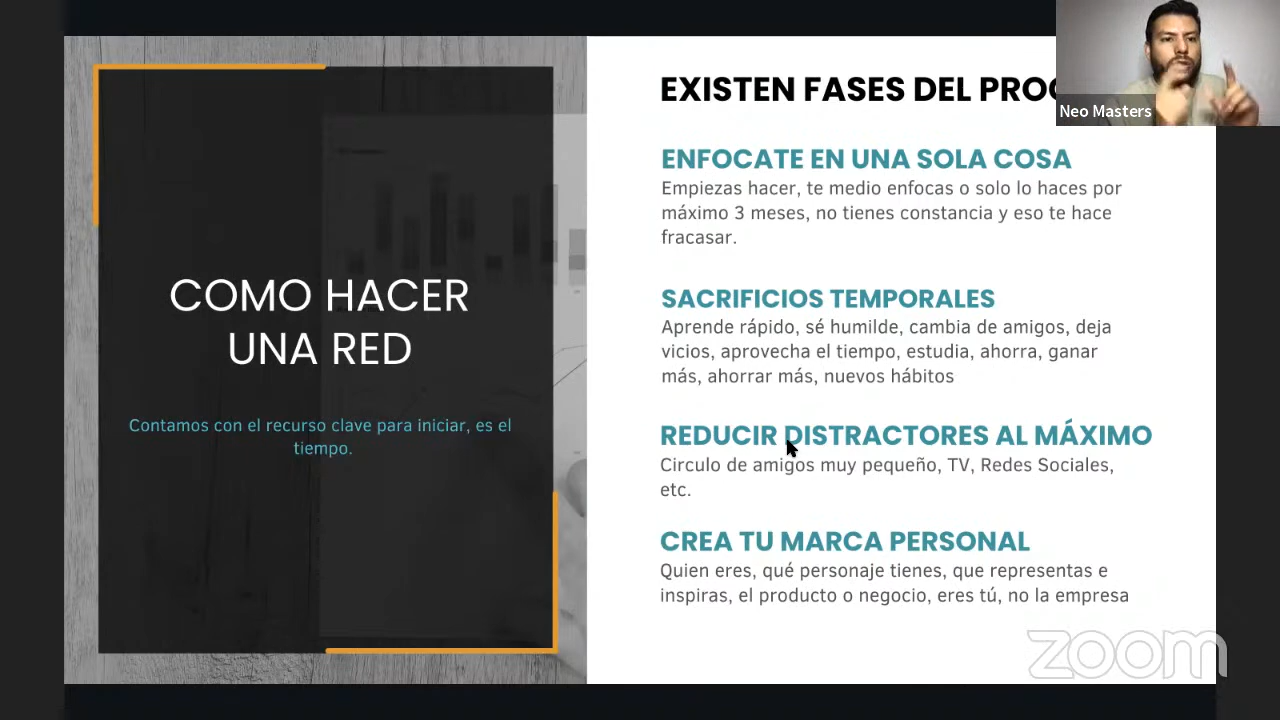 COMO HACER
UNA RED
Contamos con el recurso clave para iniciar, es el
tiempo.
EXISTEN FASES DEL
Neo Masters
ENFOCATE EN UNA SOLA COSA
Empiezas hacer, te medio enfocas o solo lo haces por
máximo 3 meses, no tienes constancia y eso te hace
fracasar.
SACRIFICIOS TEMPORALES
Aprende rápido, sé humilde, cambia de amigos, deja
vicios, aprovecha el tiempo, estudia, ahorra, ganar
más, ahorrar más, nuevos hábitos
REDUCIR DISTRACTORES AL MÁXIMO
Circulo de amigos muy pequeño, TV, Redes Sociales,
etc.
CREA TU MARCA PERSONAL
Quien eres, qué personaje tienes, que representas e
inspiras, el producto o negocio, eres tú, no la empresa
zoom